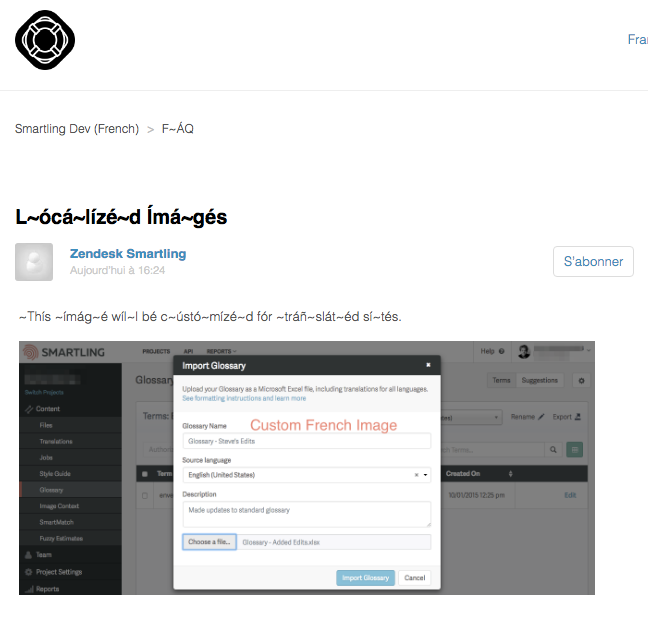 Fra
Smartling Dev (French) > F~ÁQ
L~ócá~lízé~d Ímá~gés
Zendesk Smartling
Aujourd'hui à 16:24
S'abonner
~Thís ~ímág~é wíl~l bé c~ústó~mízé~d fór ~tráñ~slát~éd sí~tés.
SMARTLING
PROJECTS API REPORTS
Help
Switch Projects
Content
Files
Translations
Jobs
Style Guide
Glossary
Image Context
SmartMatch
Fuzzy Estimates
Team
Project Settings
Reports
Glossary
Terms Suggestions
Terms:
Rename Export
Created On
10/01/2015 12:25 pm
Edit
Import Glossary
Upload your Glossary as a Microsoft Excel file, including translations for all languages.
See formatting instructions and learn more
Custom French Image
Glossary Name
Glossary - Steve's Edits
Source language
English (United States)
Description
Made updates to standard glossary
Choose a file... Glossary - Added Edits.xlsx
Import Glossary Cancel